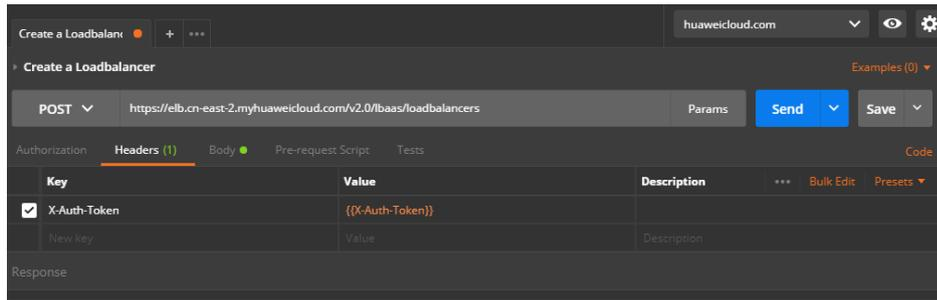 Create a Loadbalanc + ••• huaweicloud.com
Create a Loadbalancer Examples (0)
POST https://elb.cn-east-2.myhuaweicloud.com/v2.0/lbaas/loadbalancers Params Send Save
Authorization Headers (1) Body Pre-request Script Tests Code
Key Value Description ••• Bulk Edit Presets
X-Auth-Token {{X-Auth-Token}}
New key Value Description
Response